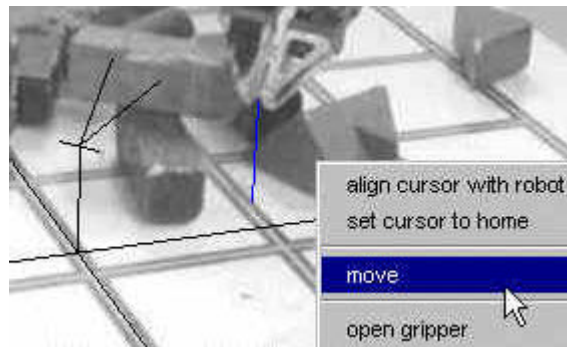 align cursor with robot
set cursor to home
move
open gripper